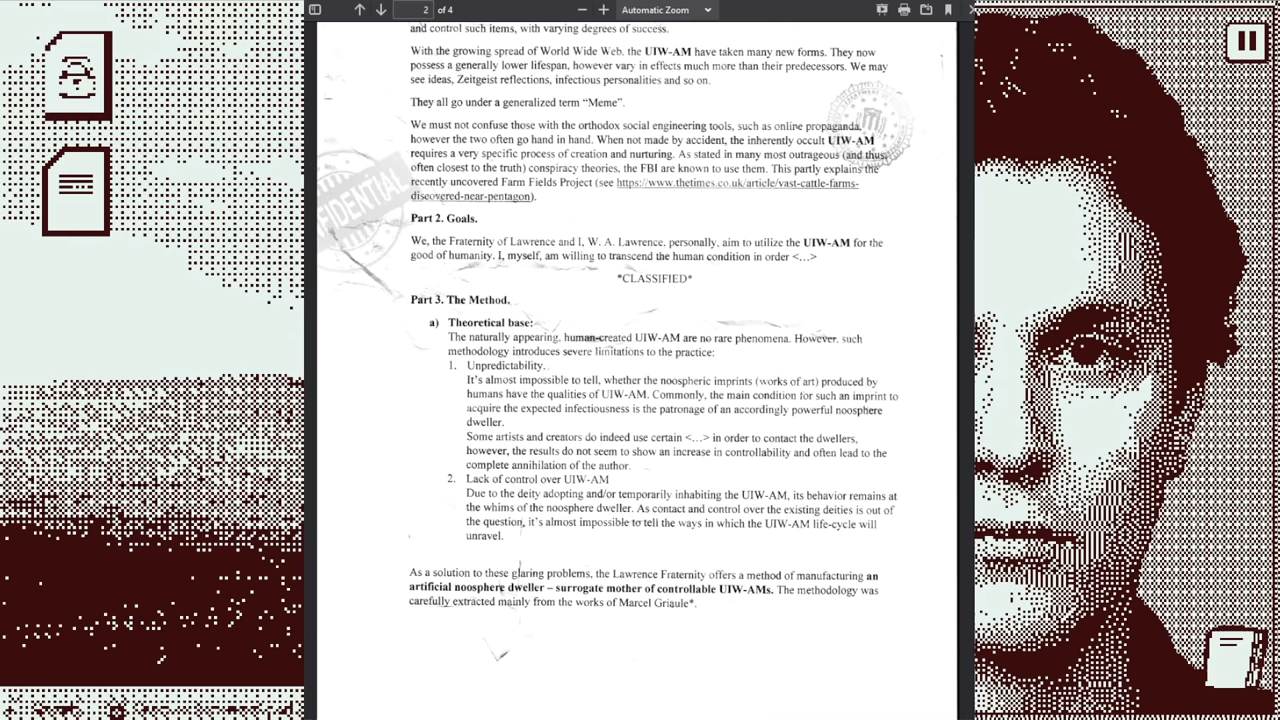 2 of 4
Automatic Zoom
and control such items, with varying degrees of success.
With the growing spread of World Wide Web, the UIW-AM have taken many new forms. They now
possess a generally lower lifespan, however vary in effects much more than their predecessors. We may
see ideas, Zeitgeist reflections, infectious personalities and so on.
They all go under a generalized term “Meme”.
We must not confuse those with the orthodox social engineering tools, such as online propaganda,
however the two often go hand in hand. When not made by accident, the inherently occult UIW-AM
requires a very specific process of creation and nurturing. As stated in many most outrageous (and thus,
often closest to the truth) conspiracy theories, the FBI are known to use them. This partly explains the
recently uncovered Farm Fields Project (see https://www.thetimes.co.uk/article/vast-cattle-farms-
discovered-near-pentagon).
FIDENTIAL
Part 2. Goals.
We, the Fraternity of Lawrence and I, W. A. Lawrence, personally, aim to utilize the UIW-AM for the
good of humanity. I, myself, am willing to transcend the human condition in order <...>
*CLASSIFIED*
Part 3. The Method.
a) Theoretical base:
The naturally appearing, human-created UIW-AM are no rare phenomena. However, such
methodology introduces severe limitations to the practice:
1. Unpredictability.
It’s almost impossible to tell, whether the noospheric imprints (works of art) produced by
humans have the qualities of UIW-AM. Commonly, the main condition for such an imprint to
acquire the expected infectiousness is the patronage of an accordingly powerful noosphere
dweller.
Some artists and creators do indeed use certain <...> in order to contact the dwellers,
however, the results do not seem to show an increase in controllability and often lead to the
complete annihilation of the author.
2. Lack of control over UIW-AM
Due to the deity adopting and/or temporarily inhabiting the UIW-AM, its behavior remains at
the whims of the noosphere dweller. As contact and control over the existing deities is out of
the question, it’s almost impossible to tell the ways in which the UIW-AM life-cycle will
unravel.
As a solution to these glaring problems, the Lawrence Fraternity offers a method of manufacturing an
artificial noosphere dweller – surrogate mother of controllable UIW-AMs. The methodology was
carefully extracted mainly from the works of Marcel Griaule*.